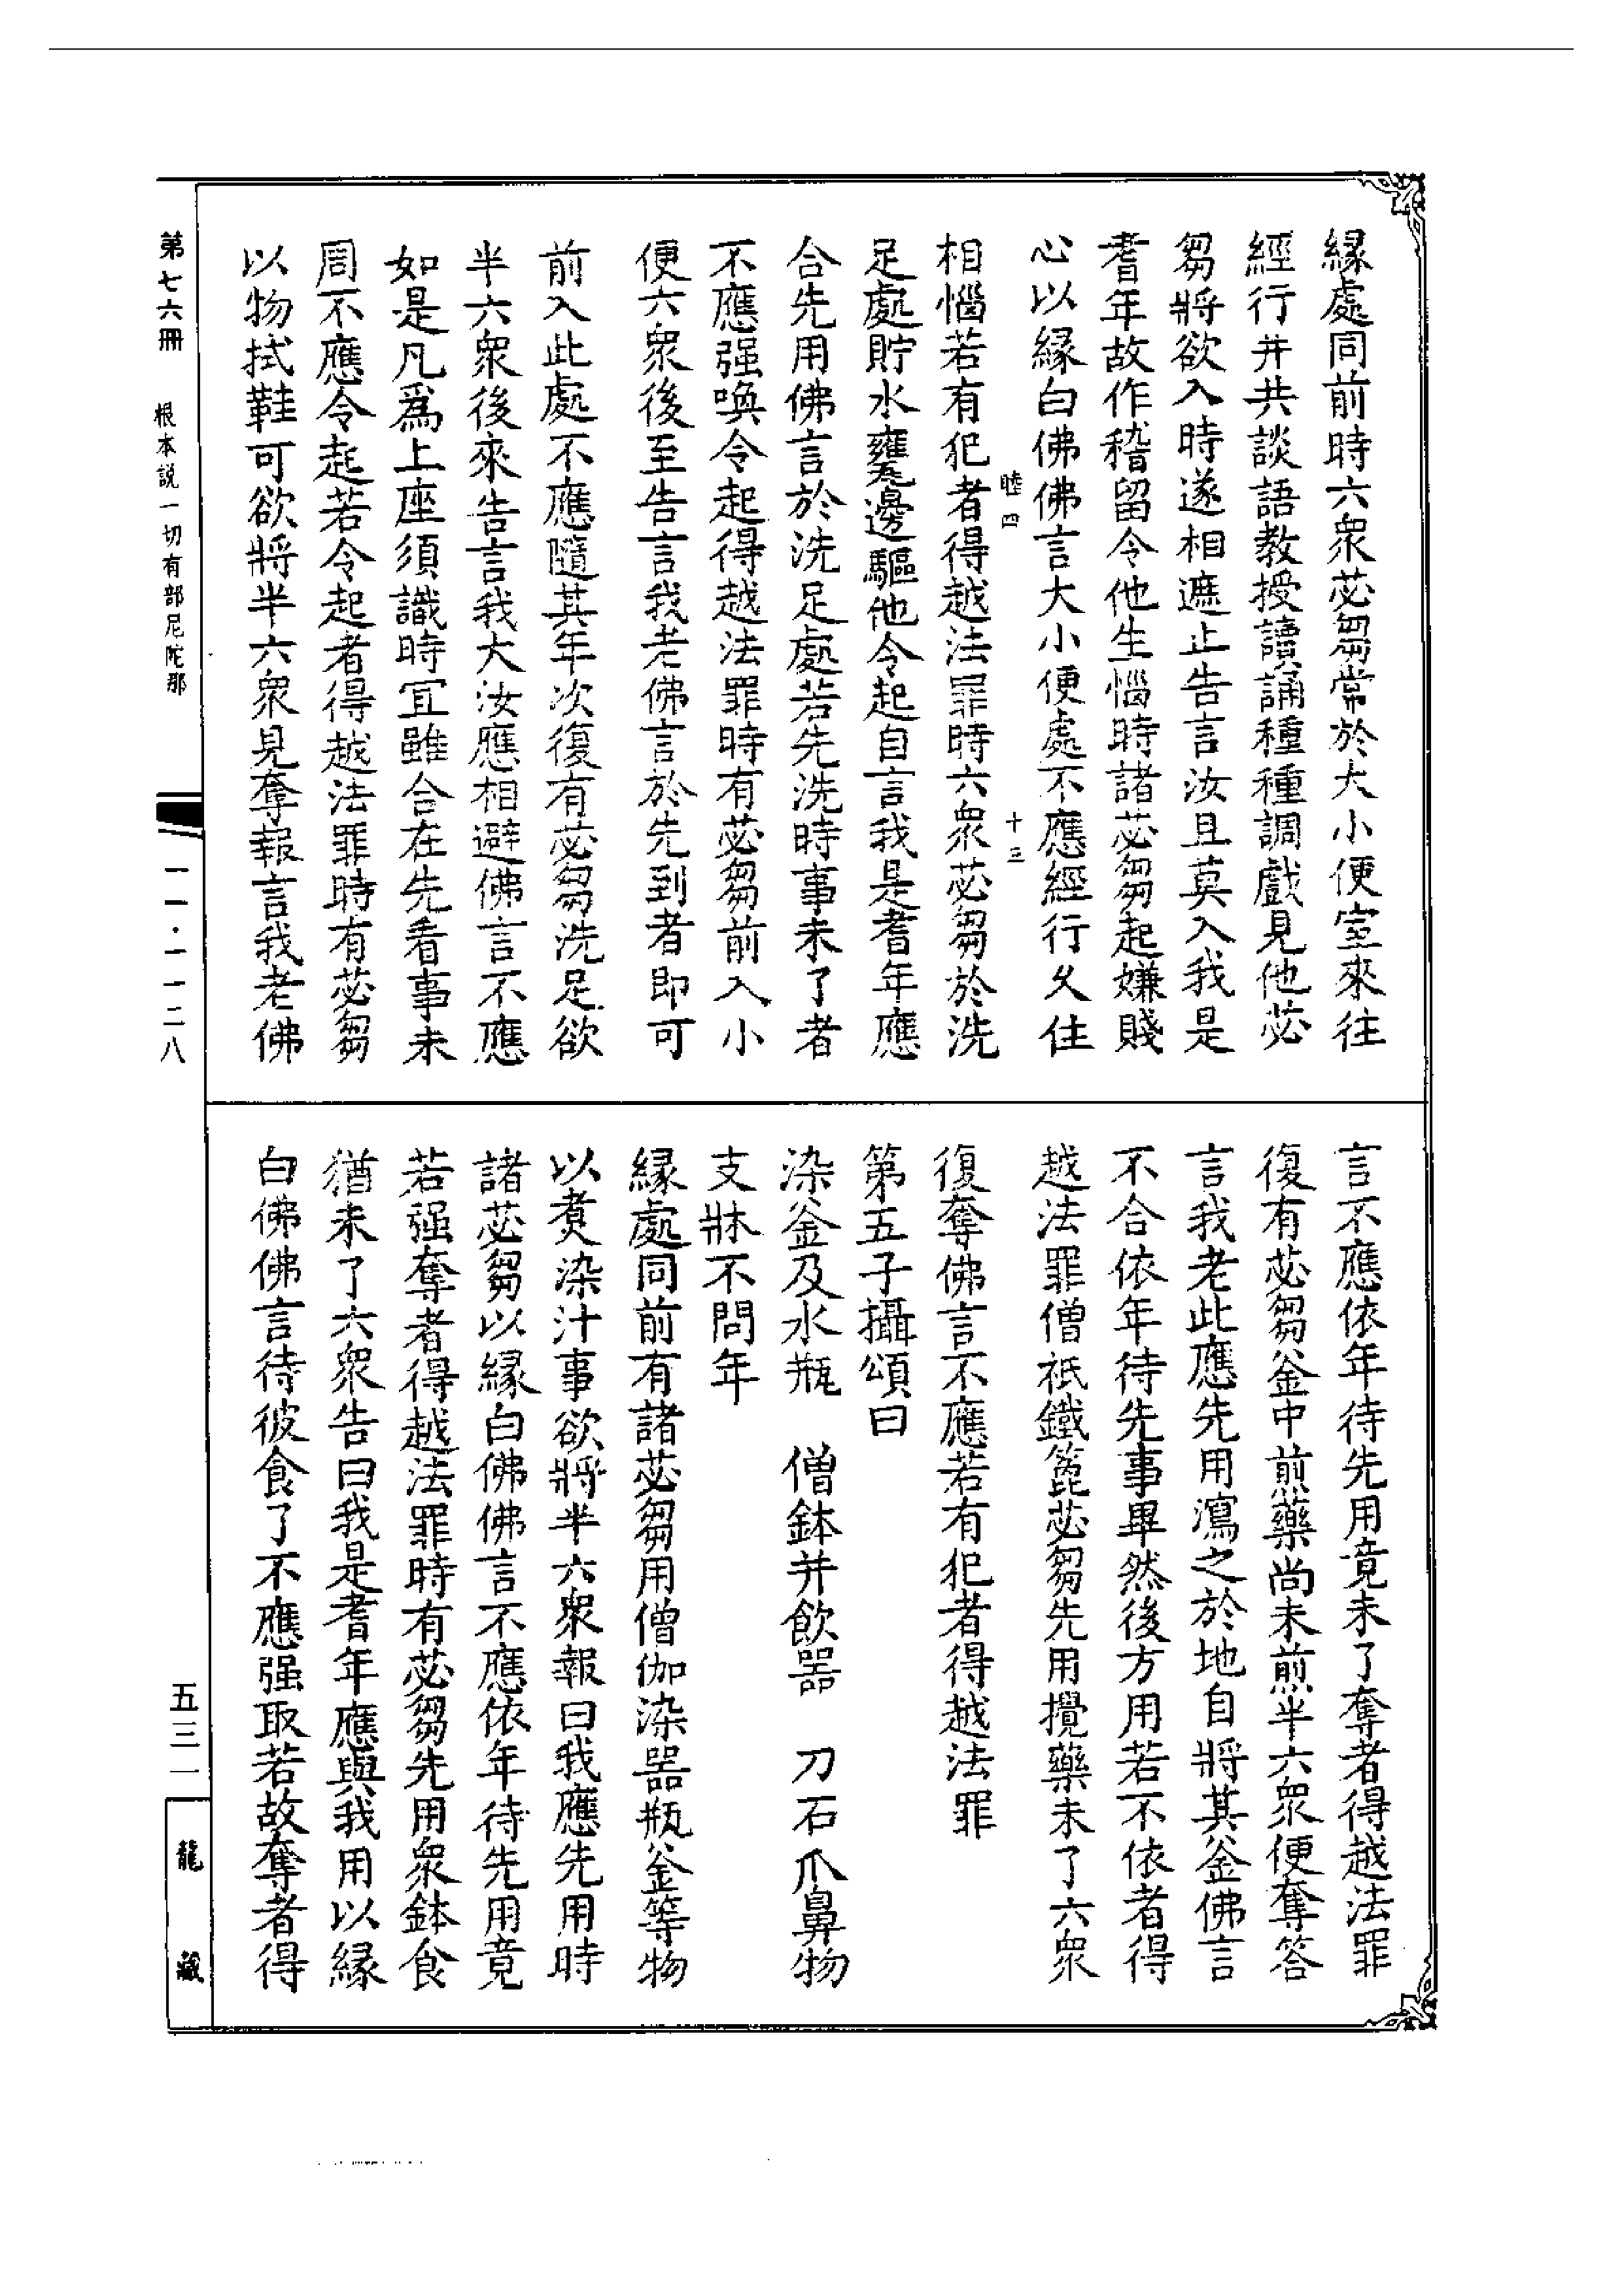 緣處同前時六衆苾芻常於大小便室來往
經行并共談語教授讀誦種種調戲見他苾
芻將欲入時遂相遮止告言汝且莫入我是
耆年故作稽留令他生惱時諸苾芻起嫌賤
心以緣白佛佛言大小便處不應經行久住
睦四 十三
相惱若有犯者得越法罪時六衆苾芻於洗
足處貯水甕邊驅他令起自言我是耆年應
合先用佛言於洗足處若先洗時事未了者
不應强喚令起得越法罪時有苾芻前入小
便六衆後至告言我老佛言於先到者即可
前入此處不應隨其年次復有苾芻洗足欲
半六衆後來告言我大汝應相避佛言不應
如是凡爲上座須識時宜雖合在先看事未
周不應令起若令起者得越法罪時有苾芻
以物拭鞋可欲將半六衆見奪報言我老佛
言不應依年待先用竟未了奪者得越法罪
復有苾芻釜中煎藥尚未煎半六衆便奪答
言我老此應先用瀉之於地自將其釜佛言
不合依年待先事畢然後方用若不依者得
越法罪僧祇鐵箆苾芻先用攪藥未了六衆
復奪佛言不應若有犯者得越法罪
第五子攝頌曰
染釜及水瓶 僧鉢并飲器 刀石爪鼻物
支牀不問年
緣處同前有諸苾芻用僧伽染器瓶釜等物
以煮染汁事欲將半六衆報曰我應先用時
諸苾芻以緣白佛佛言不應依年待先用竟
若强奪者得越法罪時有苾芻先用衆鉢食
猶未了六衆告曰我是耆年應與我用以緣
白佛佛言待彼食了不應强取若故奪者得
第七六冊 根本説一切有部尼陀那
一一·一一二八
五三一
龍藏